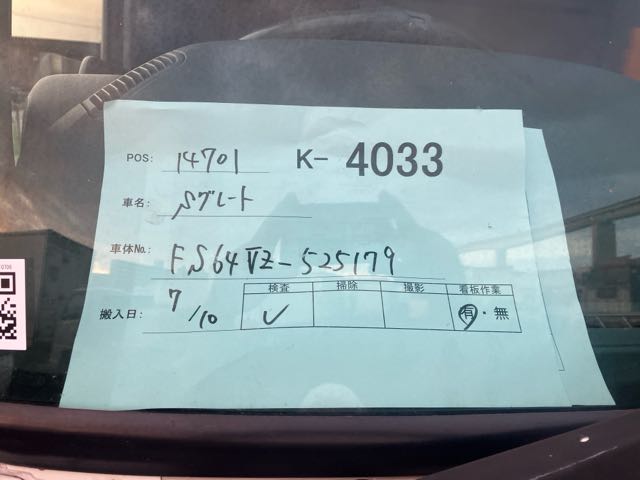 POS: 14701 K- 4033
車名: Sグレート
車体No.: FS64VZ-525179
検査 掃除 撮影 看板作業
搬入日: 7/10 ✓ 有・無